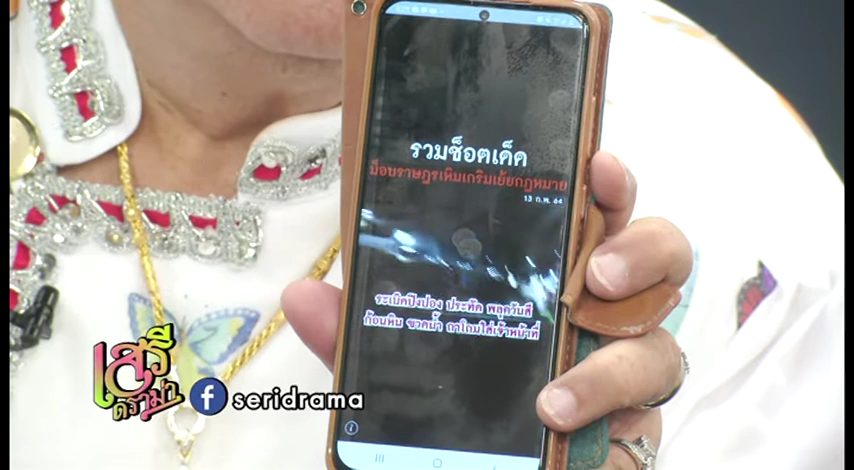 รวมช็อตเด็ด
ม็อบราษฎรเหิมเกริมเย้ยกฎหมาย
13 ก.พ. 64
ระเบิดปิงปอง ประทัด พลุควันสี
ก้อนหิน ขวดน้ำ ถาโถมใส่เจ้าหน้าที่
เสรี
ดราม่า
f seridrama